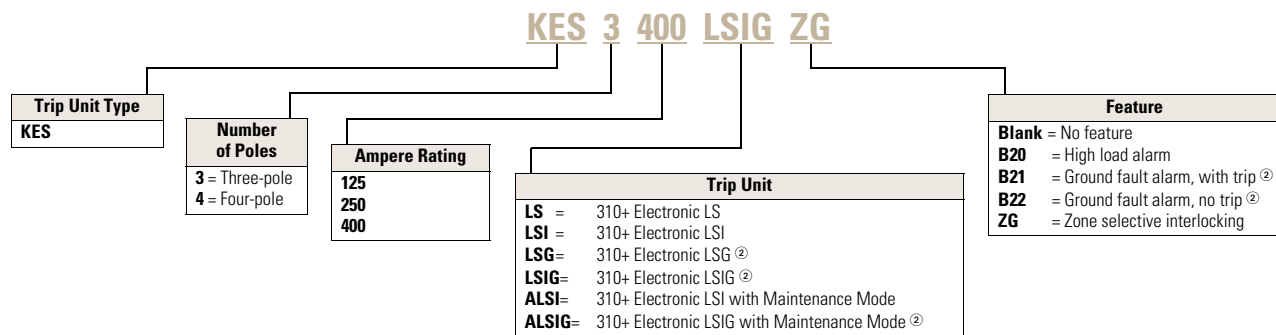 KES 3 400 LSIG ZG
Trip Unit Type
KES
Number
of Poles
3 = Three-pole
4 = Four-pole
Ampere Rating
125
250
400
Trip Unit
LS = 310+ Electronic LS
LSI = 310+ Electronic LSI
LSG= 310+ Electronic LSG ②
LSIG= 310+ Electronic LSIG ②
ALSI= 310+ Electronic LSI with Maintenance Mode
ALSIG= 310+ Electronic LSIG with Maintenance Mode ②
Feature
Blank = No feature
B20 = High load alarm
B21 = Ground fault alarm, with trip ②
B22 = Ground fault alarm, no trip ②
ZG = Zone selective interlocking